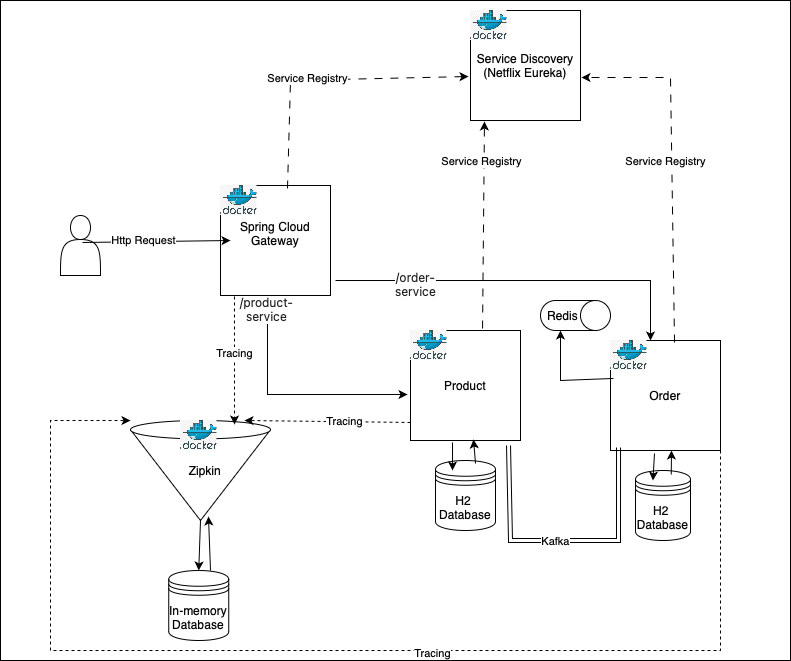 docker
Service Discovery
(Netflix Eureka)
Service Registry
Service Registry
Service Registry
docker
Spring Cloud
Gateway
Http Request
/order-
service
/product-
service
Redis
Tracing
docker
Product
docker
Order
Tracing
docker
Zipkin
H2
Database
H2
Database
Kafka
In-memory
Database
Tracing